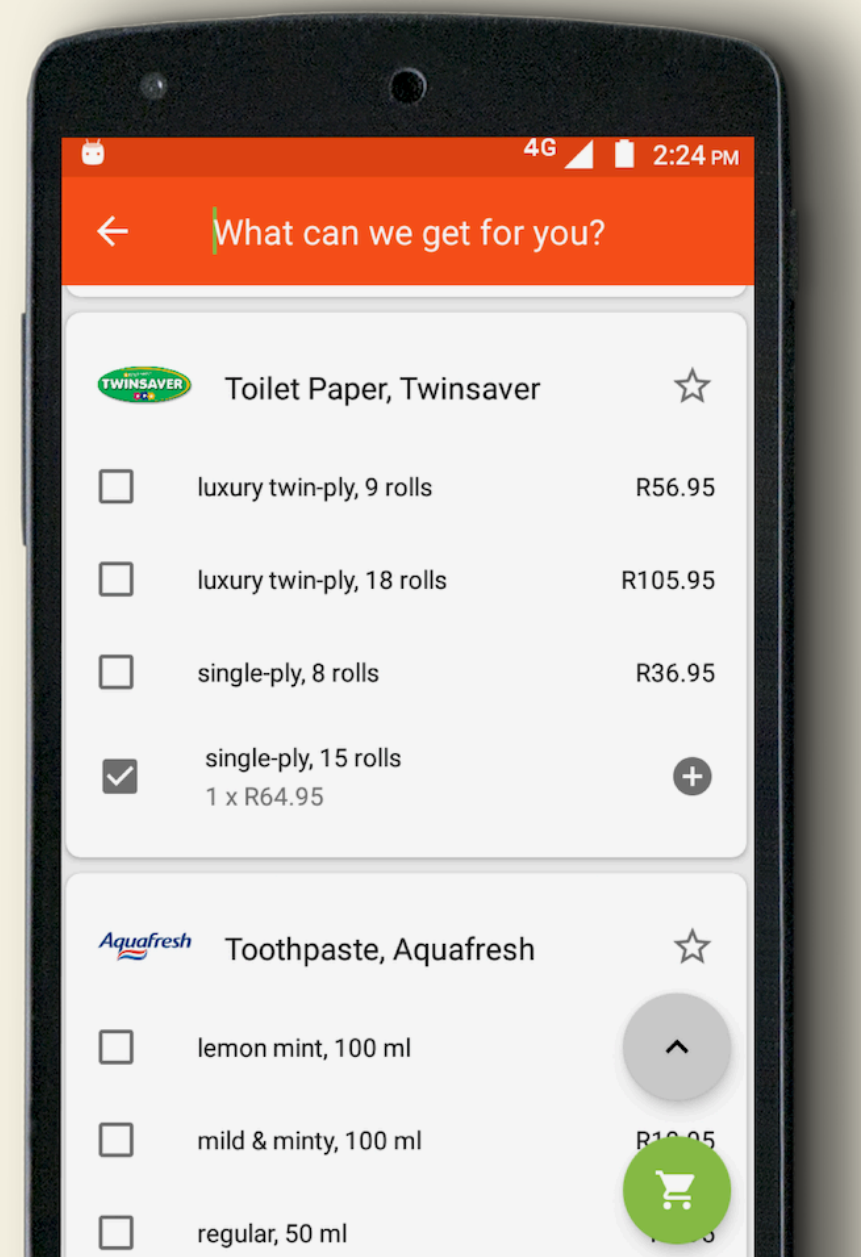 4G 2:24 PM
What can we get for you?
TWINSAVER
Toilet Paper, Twinsaver
luxury twin-ply, 9 rolls R56.95
luxury twin-ply, 18 rolls R105.95
single-ply, 8 rolls R36.95
single-ply, 15 rolls
1 x R64.95
Aquafresh
Toothpaste, Aquafresh
lemon mint, 100 ml
mild & minty, 100 ml
regular, 50 ml